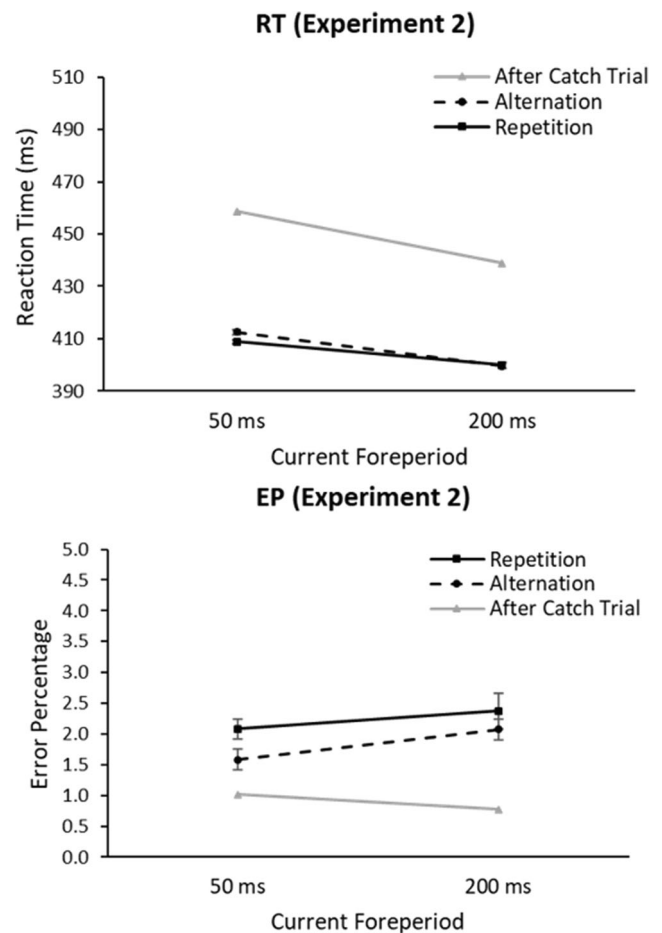 RT (Experiment 2)
510
490
470
450
430
410
390
Reaction Time (ms)
After Catch Trial
Alternation
Repetition
50 ms
200 ms
Current Foreperiod
EP (Experiment 2)
5.0
4.5
4.0
3.5
3.0
2.5
2.0
1.5
1.0
0.5
0.0
Error Percentage
Repetition
Alternation
After Catch Trial
50 ms
200 ms
Current Foreperiod